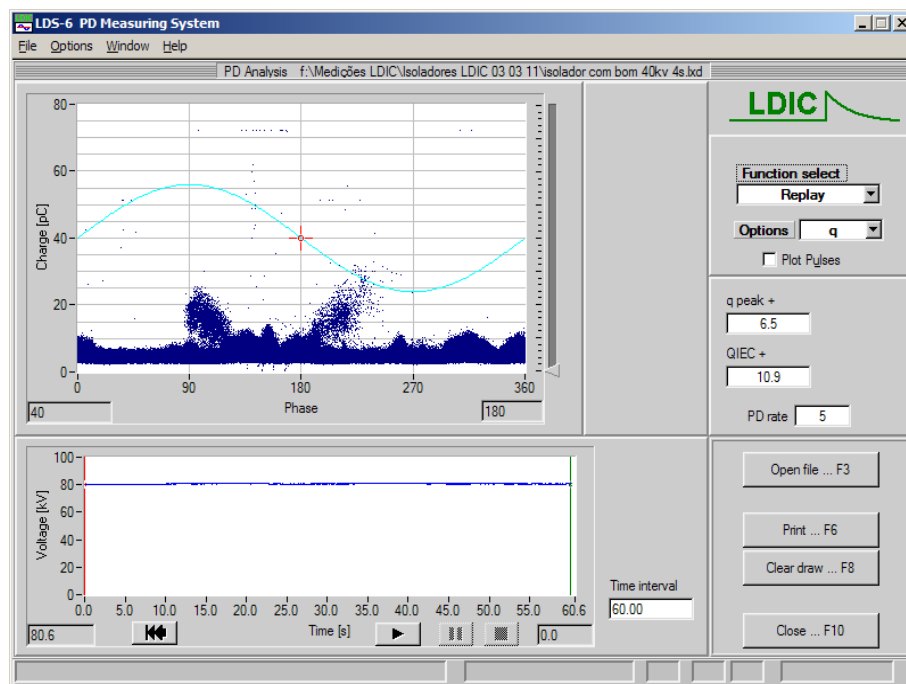 LDS-6 PD Measuring System
File Options Window Help
PD Analysis f:\Medições LDIC\Isoladores LDIC 03 03 11\isolador com bom 40kv 4s.lxd
LDIC
Function select
Replay
Options q
Plot Pulses
q peak +
6.5
QIEC +
10.9
PD rate 5
Charge [pC]
80
60
40
20
0
0 90 180 270 360
Phase
40 180
Voltage [kV]
100
80
60
40
20
0
0.0 5.0 10.0 15.0 20.0 25.0 30.0 35.0 40.0 45.0 50.0 55.0 60.6
Time [s]
80.6 0.0
Time interval
60.00
Open file ... F3
Print ... F6
Clear draw ... F8
Close ... F10